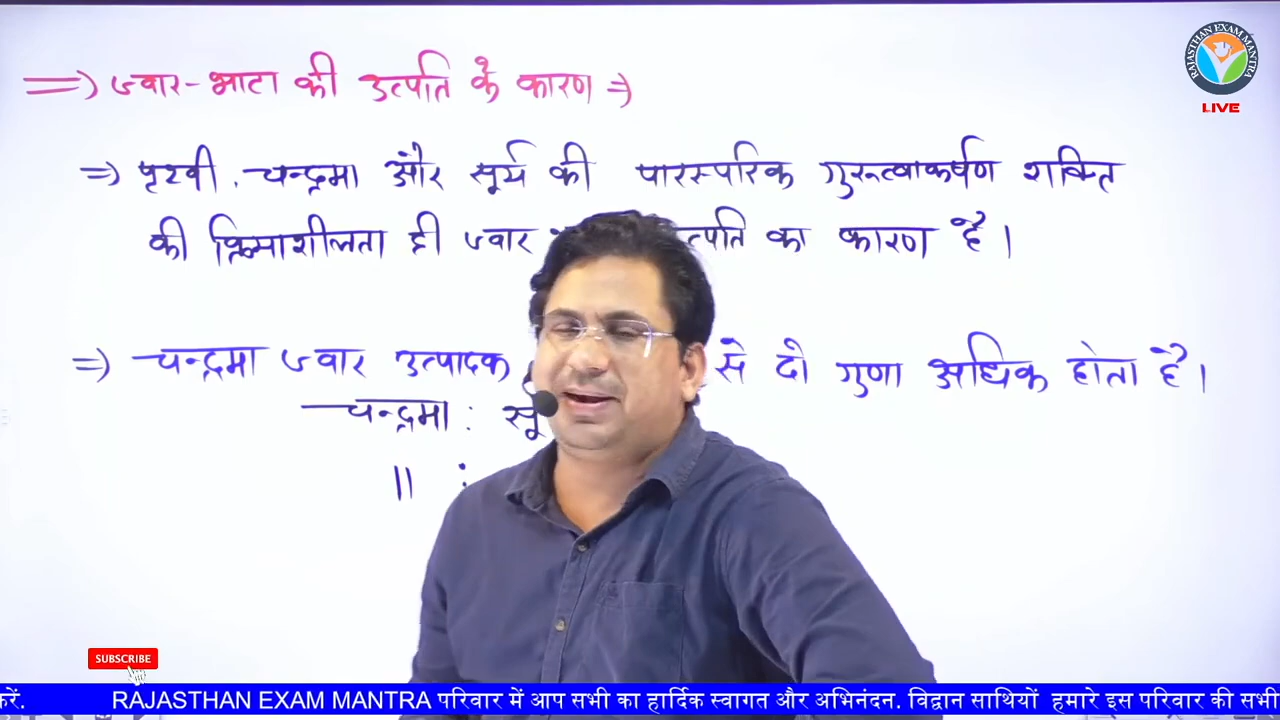 => ज्वार-भाटा की उत्पति के कारण =>
RAJASTHAN EXAM MANTRA
LIVE
=> पृथ्वी, चन्द्रमा और सूर्य की पारस्परिक गुरूत्वाकर्षण शक्ति
की क्रियाशीलता ही ज्वार त्पति का कारण है।
=> चन्द्रमा ज्वार उत्पादक से दो गुणा अधिक होता है।
चन्द्रमा : सू
11 :
SUBSCRIBE
करें. RAJASTHAN EXAM MANTRA परिवार में आप सभी का हार्दिक स्वागत और अभिनंदन. विद्वान साथियों हमारे इस परिवार की सभी